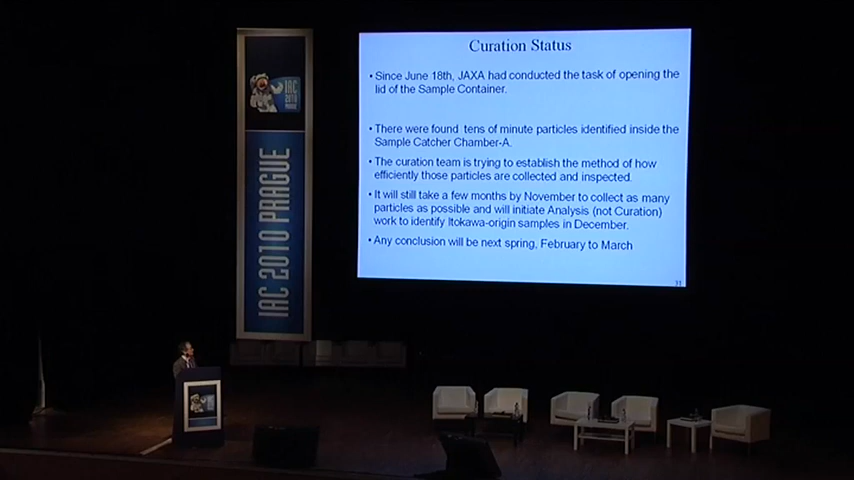 Curation Status
• Since June 18th, JAXA had conducted the task of opening the
lid of the Sample Container.
• There were found tens of minute particles identified inside the
Sample Catcher Chamber-A.
• The curation team is trying to establish the method of how
efficiently those particles are collected and inspected.
• It will still take a few months by November to collect as many
particles as possible and will initiate Analysis (not Curation)
work to identify Itokawa-origin samples in December.
• Any conclusion will be next spring, February to March
31
IAC
2010
IAC 2010 PRAGUE